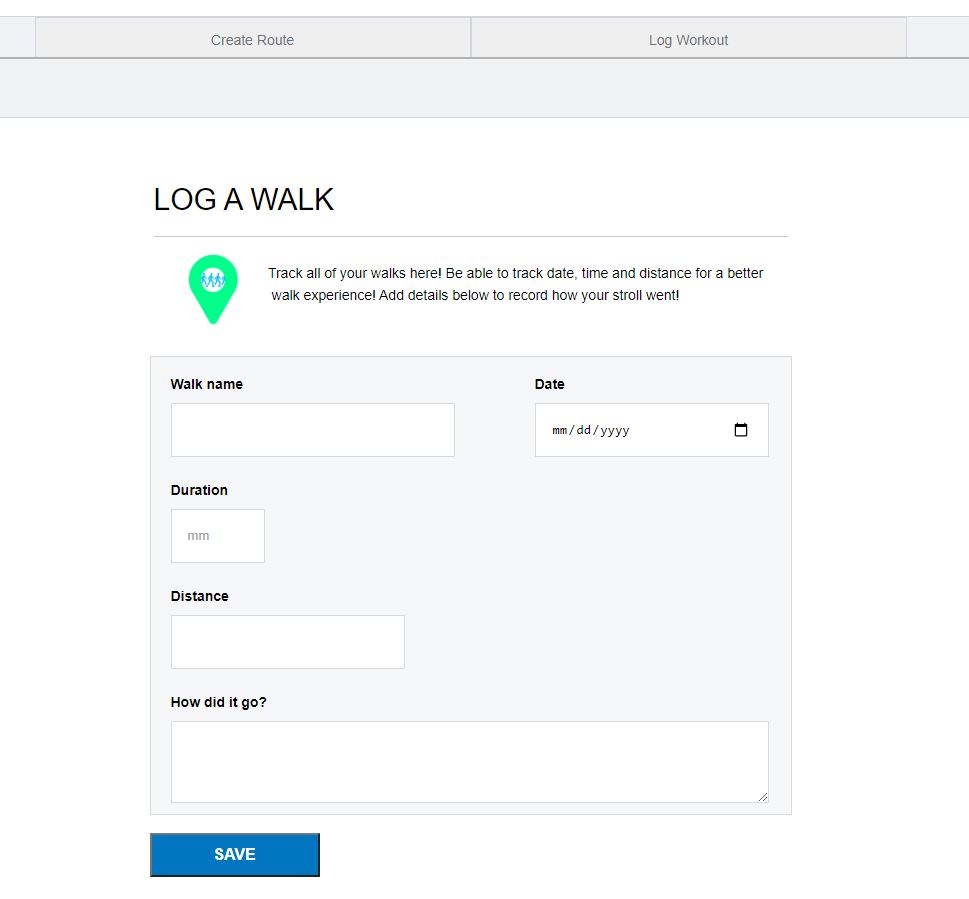 Create Route
Log Workout
LOG A WALK
Track all of your walks here! Be able to track date, time and distance for a better
walk experience! Add details below to record how your stroll went!
Walk name
Date
mm/dd/yyyy
Duration
mm
Distance
How did it go?
SAVE